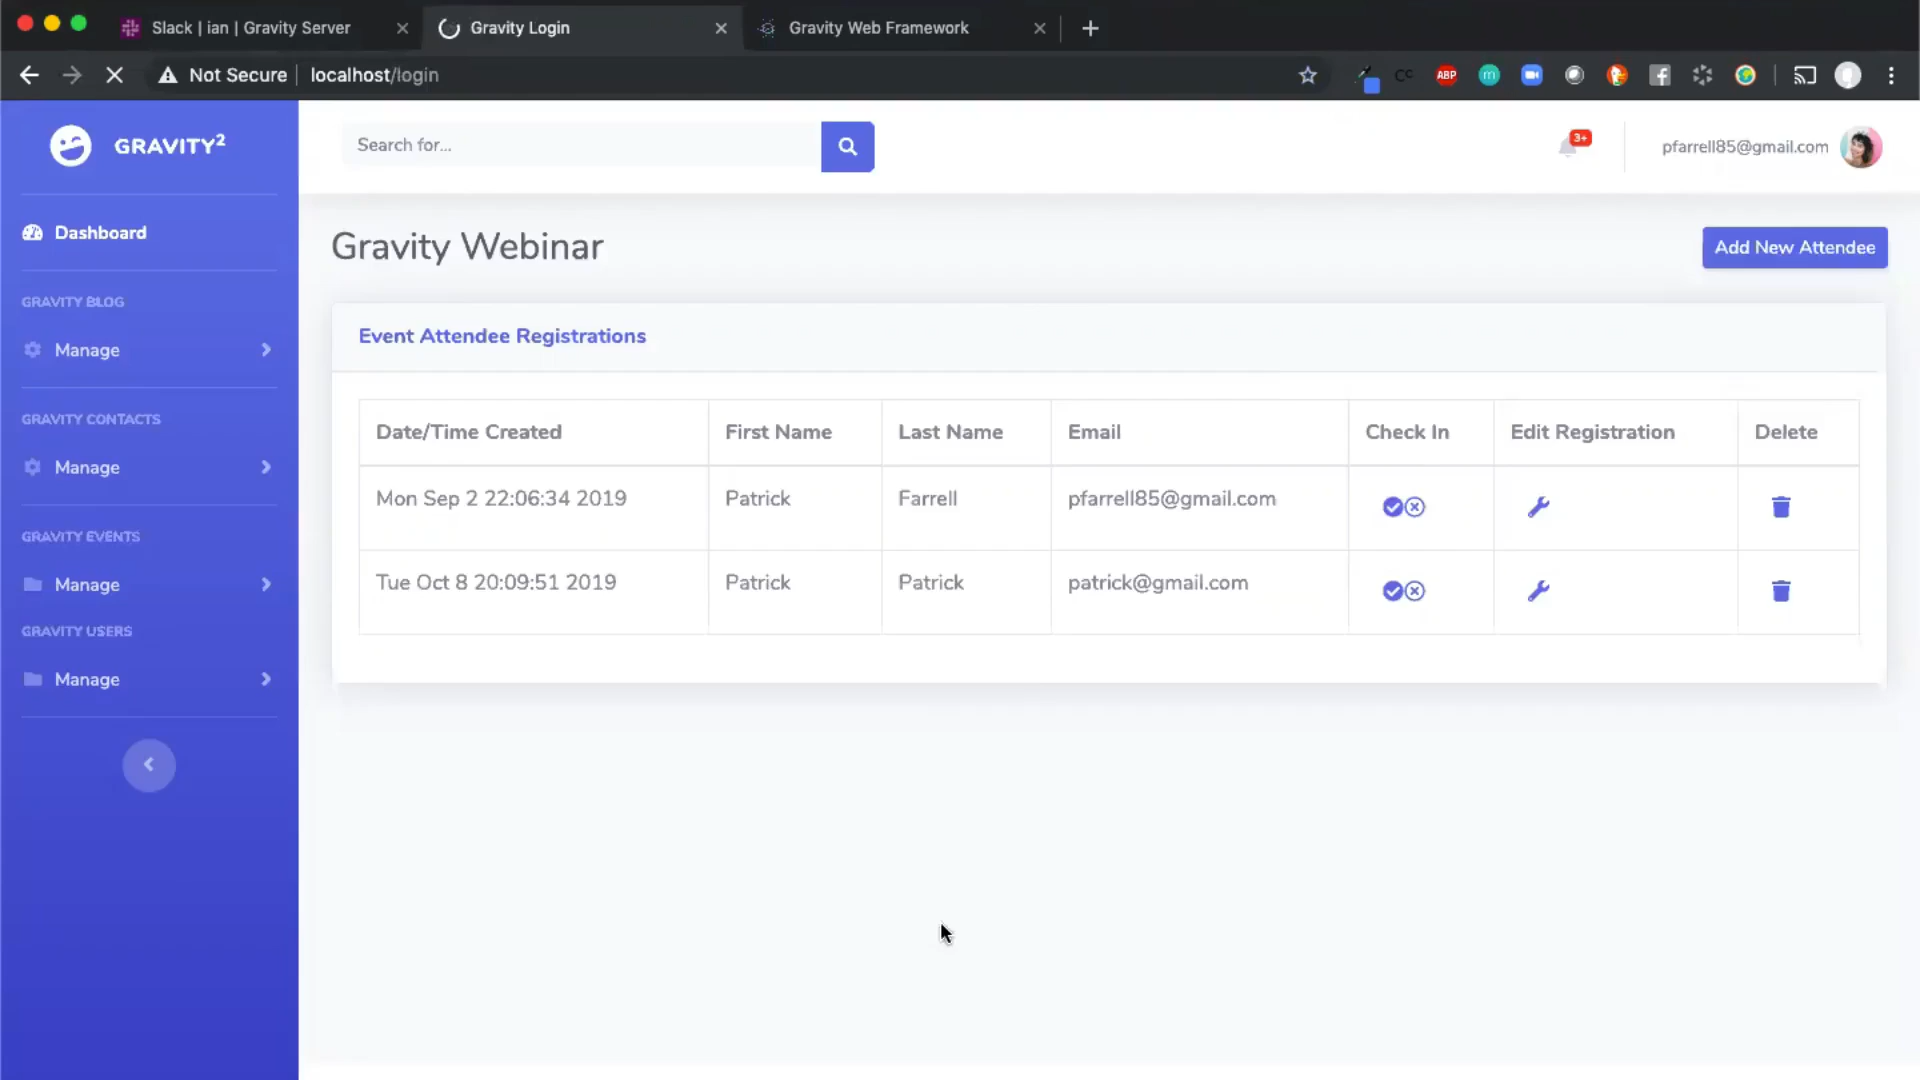 Slack | ian | Gravity Server
Gravity Login
Gravity Web Framework
Not Secure
localhost/login
CC
ABP
m
GRAVITY²
Search for...
3+
pfarrell85@gmail.com
Dashboard
Gravity Webinar
Add New Attendee
GRAVITY BLOG
Manage
Event Attendee Registrations
GRAVITY CONTACTS
Manage
Date/Time Created First Name Last Name Email Check In Edit Registration Delete
Mon Sep 2 22:06:34 2019 Patrick Farrell pfarrell85@gmail.com
GRAVITY EVENTS
Manage
Tue Oct 8 20:09:51 2019 Patrick Patrick patrick@gmail.com
GRAVITY USERS
Manage